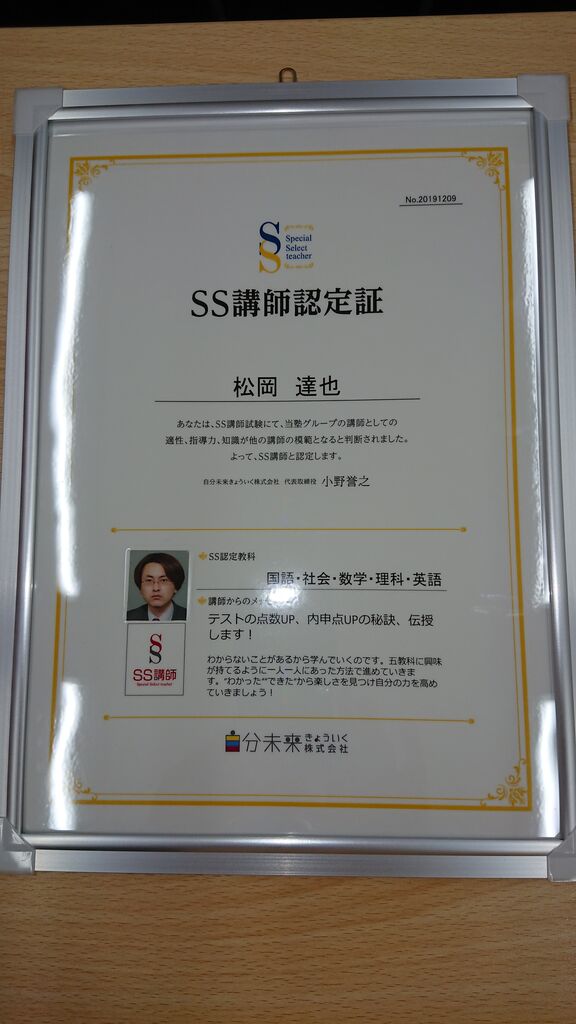 No.20191209
SS
Special
Select
teacher
SS講師認定証
松岡 達也
あなたは、SS講師試験にて、当塾グループの講師としての
適性、指導力、知識が他の講師の模範となると判断されました。
よって、SS講師と認定します。
自分未来きょういく株式会社 代表取締役 小野誉之
SS認定教科
国語・社会・数学・理科・英語
講師からのメッセージ
テストの点数UP、内申点UPの秘訣、伝授
します！
わからないことがあるから学んでいくのです。五教科に興味
が持てるように一人一人にあった方法で進めていきま
す。"わかった""できた"から楽しさを見つけ自分の力を高め
ていきましょう！
SS
SS講師
Special Select teacher
自分未来きょういく
株式会社